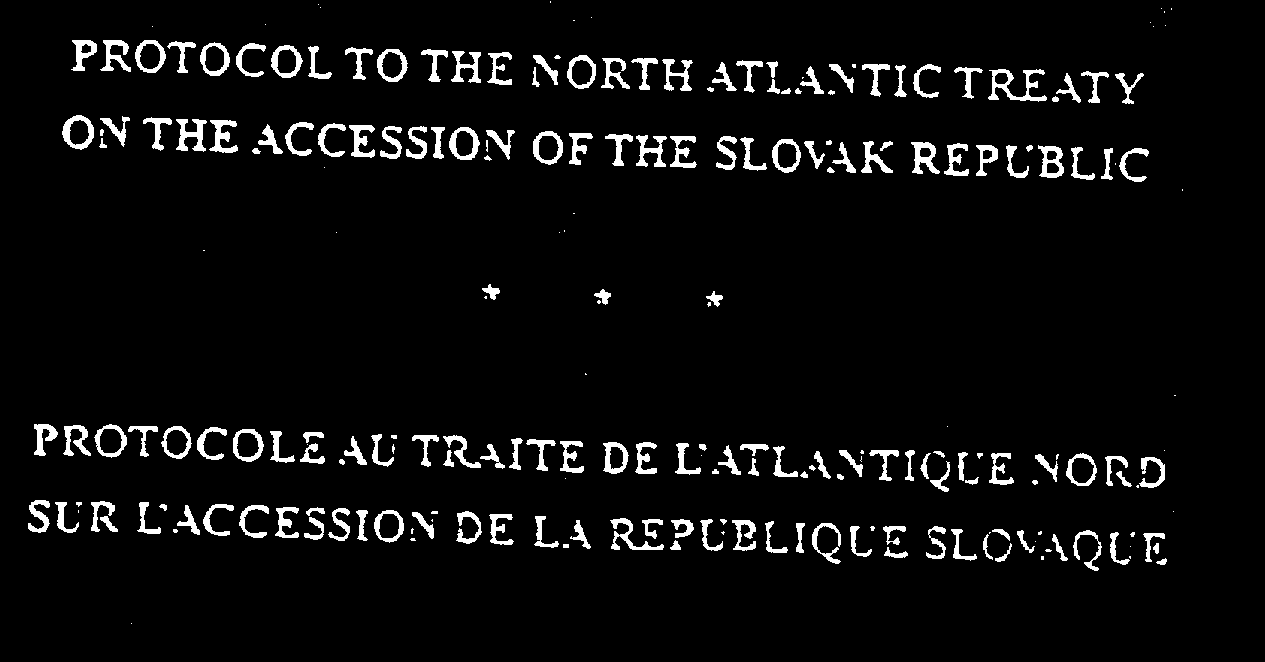 PROTOCOL TO THE NORTH ATLANTIC TREATY
ON THE ACCESSION OF THE SLOVAK REPUBLIC
* * *
PROTOCOLE AU TRAITE DE L'ATLANTIQUE NORD
SUR L'ACCESSION DE LA REPUBLIQUE SLOVAQUE